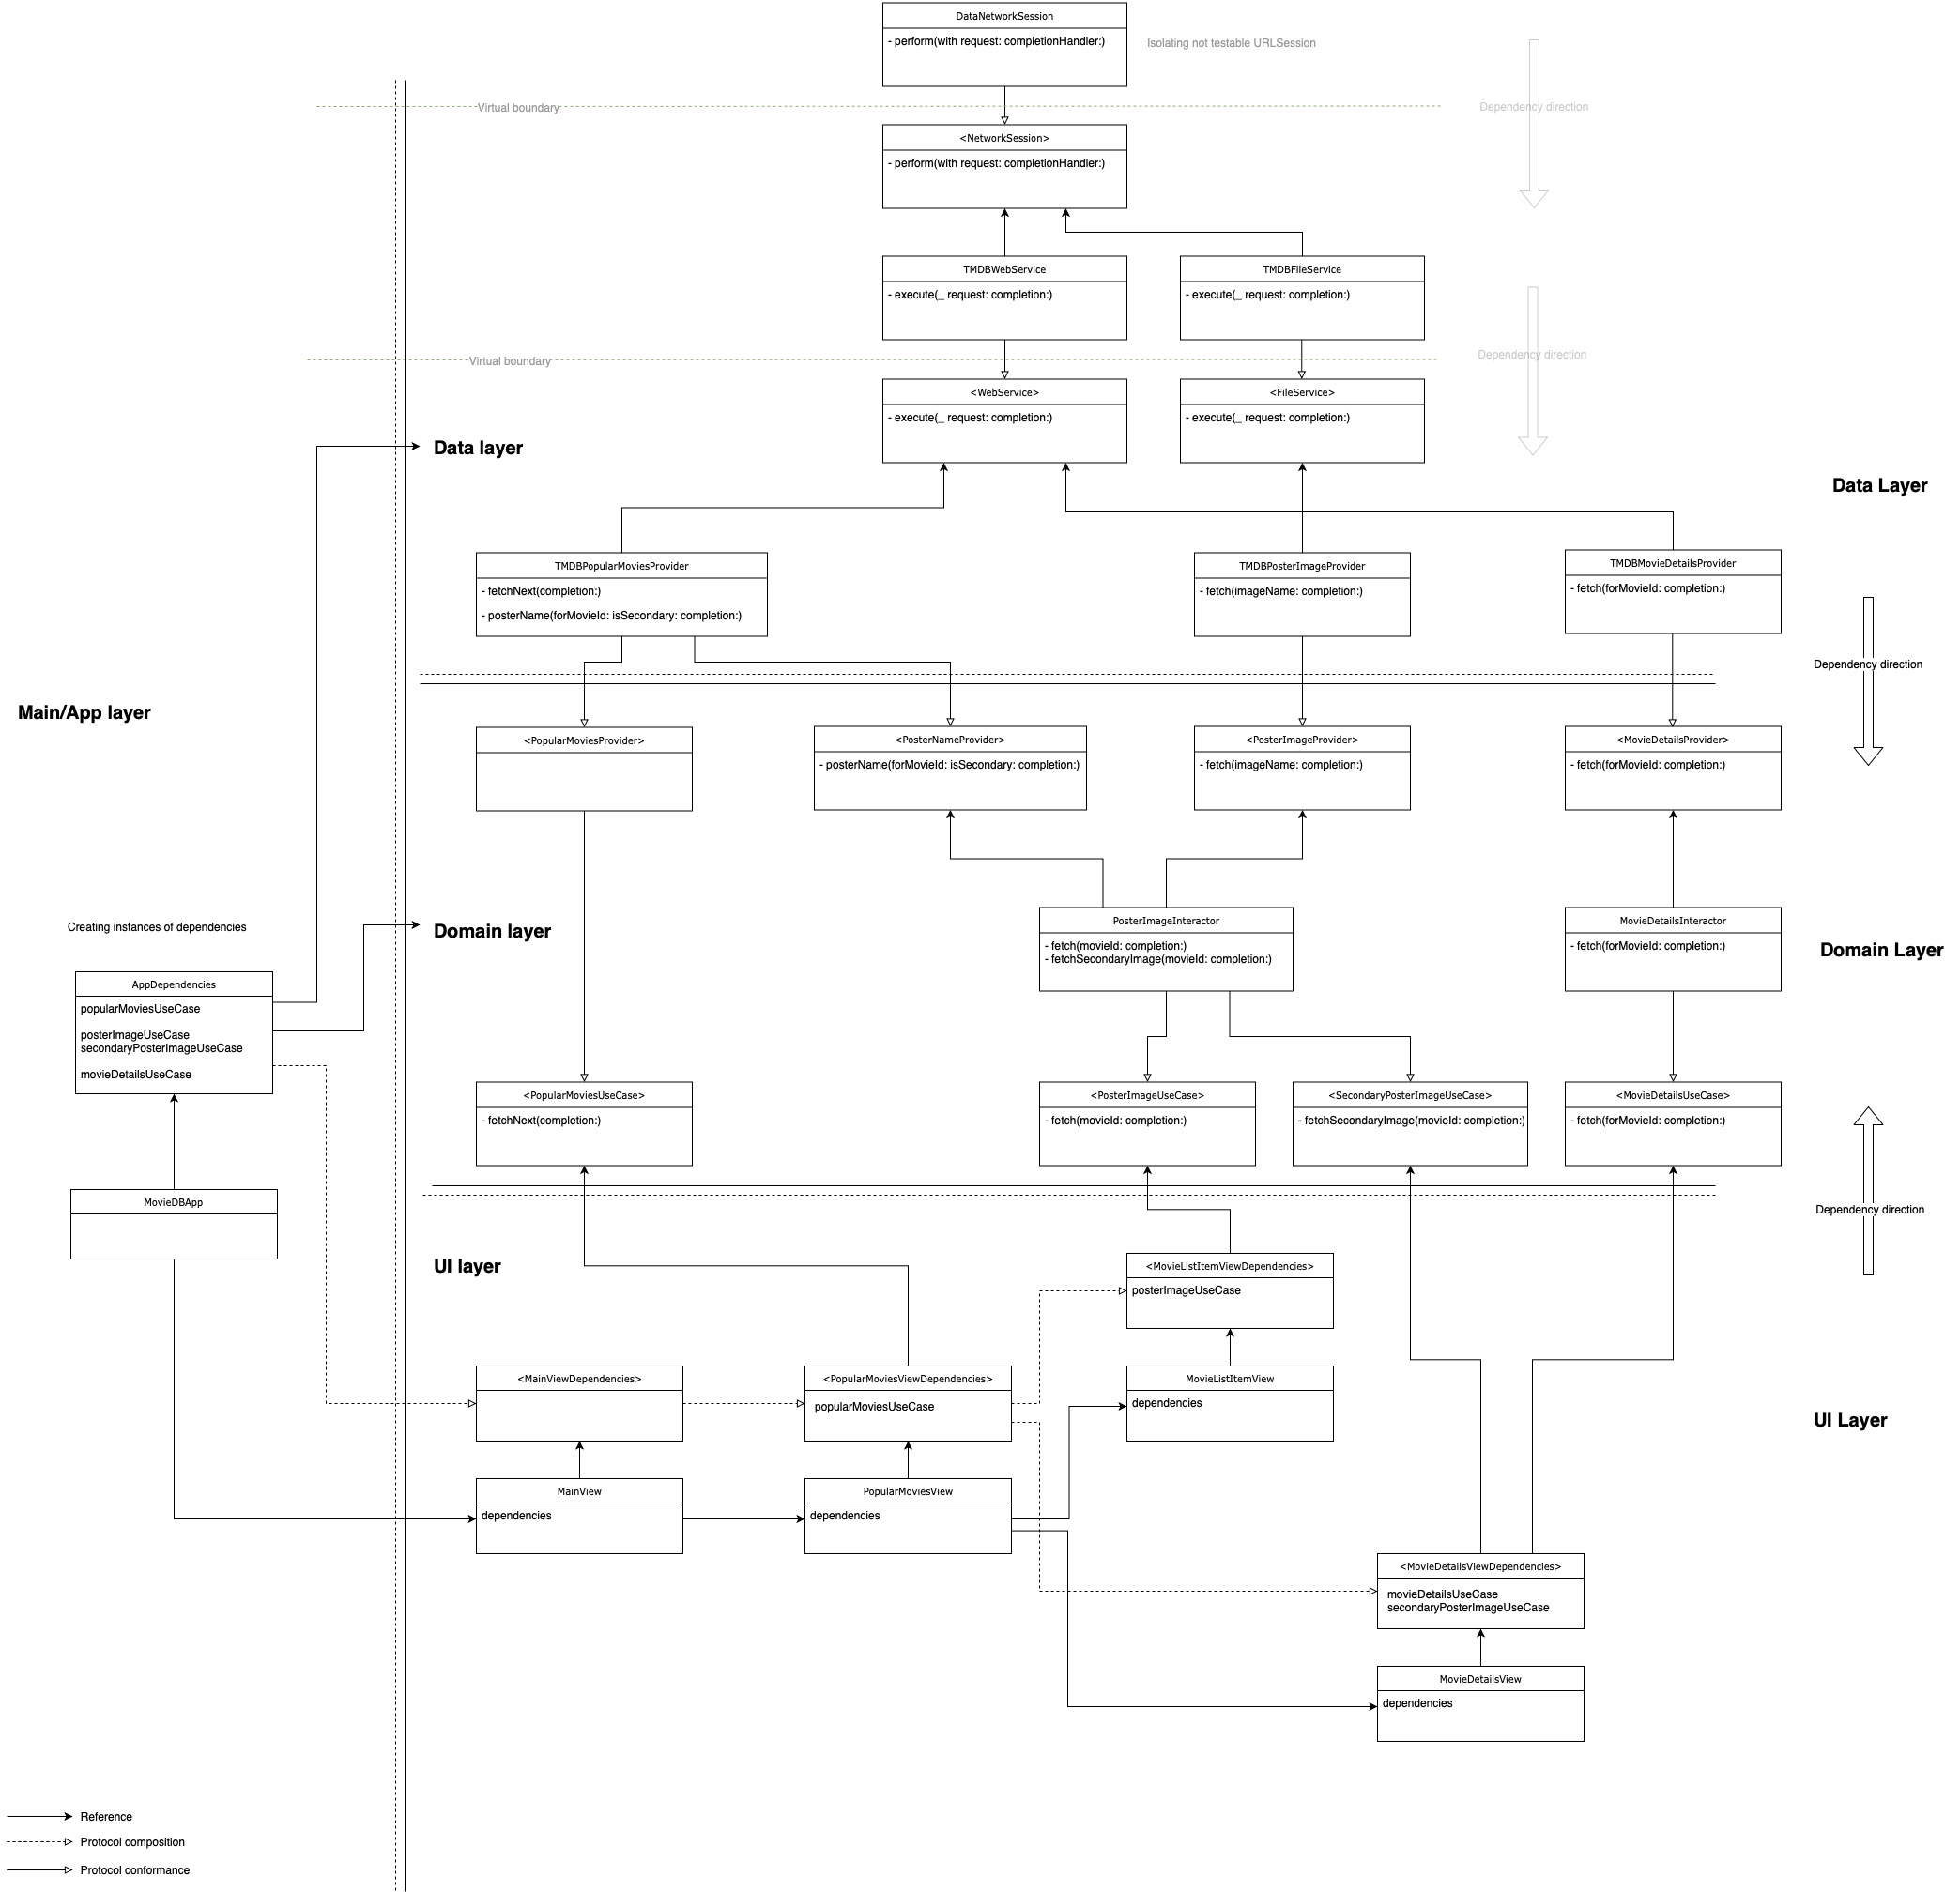 DataNetworkSession
- perform(with request: completionHandler:)
Isolating not testable URLSession
Virtual boundary
Dependency direction
<NetworkSession>
- perform(with request: completionHandler:)
TMDBWebService
- execute(_ request: completion:)
TMDBFileService
- execute(_ request: completion:)
Virtual boundary
Dependency direction
<WebService>
- execute(_ request: completion:)
<FileService>
- execute(_ request: completion:)
Data layer
Data Layer
TMDBPopularMoviesProvider
- fetchNext(completion:)
- posterName(forMovieId: isSecondary: completion:)
TMDBPosterImageProvider
- fetch(imageName: completion:)
TMDBMovieDetailsProvider
- fetch(forMovieId: completion:)
Dependency direction
Main/App layer
<PopularMoviesProvider>
<PosterNameProvider>
- posterName(forMovieId: isSecondary: completion:)
<PosterImageProvider>
- fetch(imageName: completion:)
<MovieDetailsProvider>
- fetch(forMovieId: completion:)
Creating instances of dependencies
Domain layer
PosterImageInteractor
- fetch(movieId: completion:)
- fetchSecondaryImage(movieId: completion:)
MovieDetailsInteractor
- fetch(forMovieId: completion:)
Domain Layer
AppDependencies
popularMoviesUseCase
posterImageUseCase
secondaryPosterImageUseCase
movieDetailsUseCase
<PopularMoviesUseCase>
- fetchNext(completion:)
<PosterImageUseCase>
- fetch(movieId: completion:)
<SecondaryPosterImageUseCase>
- fetchSecondaryImage(movieId: completion:)
<MovieDetailsUseCase>
- fetch(forMovieId: completion:)
MovieDBApp
Dependency direction
UI layer
<MovieListItemViewDependencies>
posterImageUseCase
<MainViewDependencies>
<PopularMoviesViewDependencies>
popularMoviesUseCase
MovieListItemView
dependencies
UI Layer
MainView
dependencies
PopularMoviesView
dependencies
<MovieDetailsViewDependencies>
movieDetailsUseCase
secondaryPosterImageUseCase
MovieDetailsView
dependencies
Reference
Protocol composition
Protocol conformance